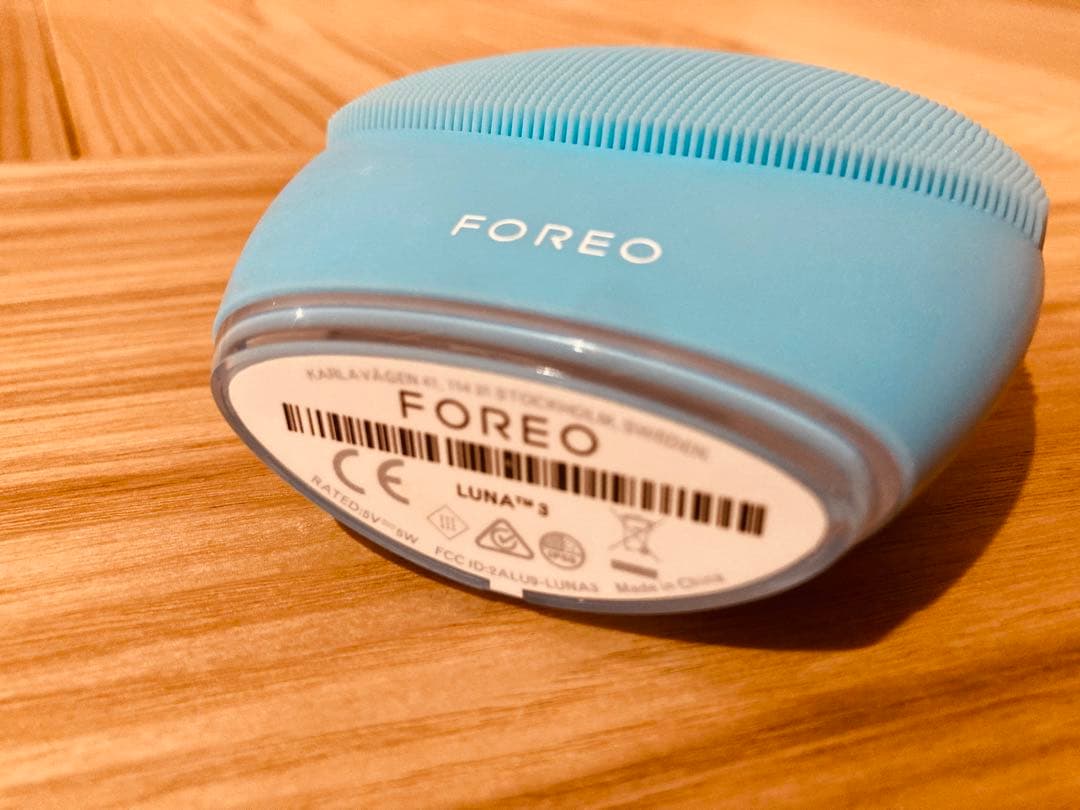 FOREO
KARLAVÄGEN 41, 114 31 STOCKHOLM, SWEDEN
FOREO
CE
LUNA™ 3
RATED:5V⎓5W
FCC ID:2ALU9-LUNA3
Made in China